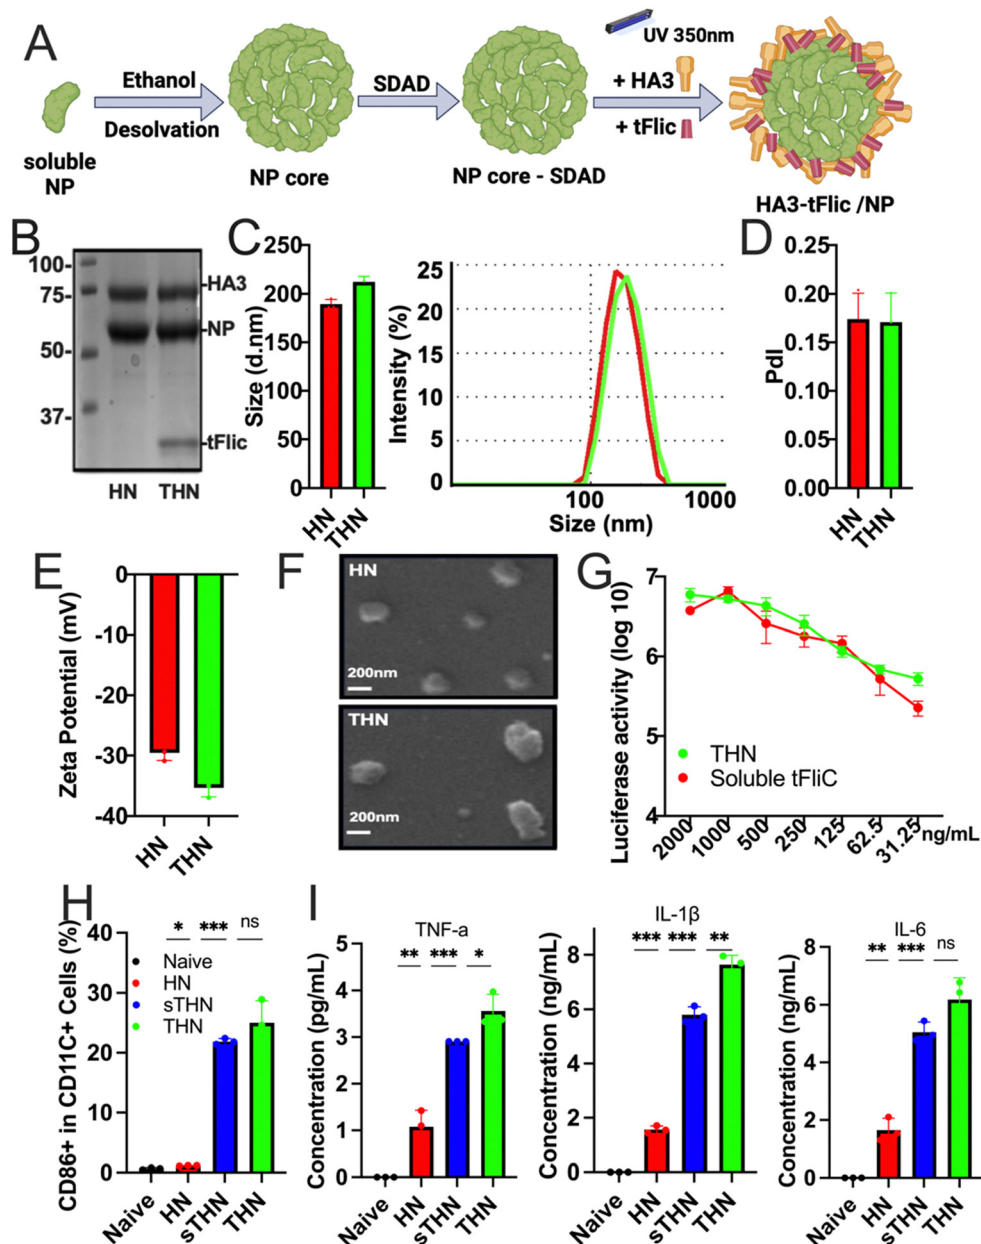 A
soluble
NP
Ethanol
Desolvation
NP core
SDAD
NP core - SDAD
UV 350nm
+ HA3
+ tFlic
HA3-tFlic /NP
B
100-
75-
50-
37-
-HA3
-NP
-tFlic
HN THN
C
Size (d.nm)
250
200
150
100
50
0
HN
THN
Intensity (%)
25
20
15
10
5
0
100 1000
Size (nm)
D
PdI
0.25
0.20
0.15
0.10
0.05
0.00
HN
THN
E
Zeta Potential (mV)
0
-10
-20
-30
-40
HN
THN
F
HN
200nm
THN
200nm
G
Luciferase activity (log 10)
7
6
5
4
THN
Soluble tFliC
2000 1000 500 250 125 62.5 31.25 ng/mL
H
CD86+ in CD11C+ Cells (%)
40
30
20
10
0
* *** ns
Naive
HN
sTHN
THN
Naive
HN
sTHN
THN
I
TNF-a
Concentration (pg/mL)
5
4
3
2
1
0
** *** *
Naive
HN
sTHN
THN
IL-1β
Concentration (ng/mL)
8
6
4
2
0
*** *** **
Naive
HN
sTHN
THN
IL-6
Concentration (ng/mL)
8
6
4
2
0
** *** ns
Naive
HN
sTHN
THN